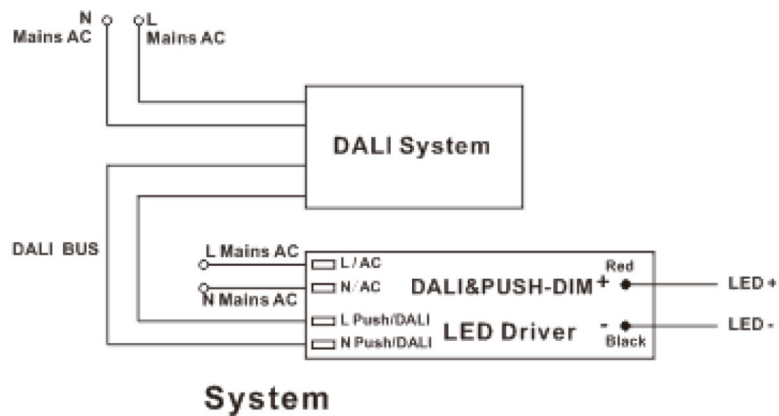 N
Mains AC
L
Mains AC
DALI System
DALI BUS
L Mains AC
N Mains AC
L/AC
N/AC
L Push/DALI
N Push/DALI
DALI&PUSH-DIM
LED Driver
Red
+
-
Black
LED+
LED-
System